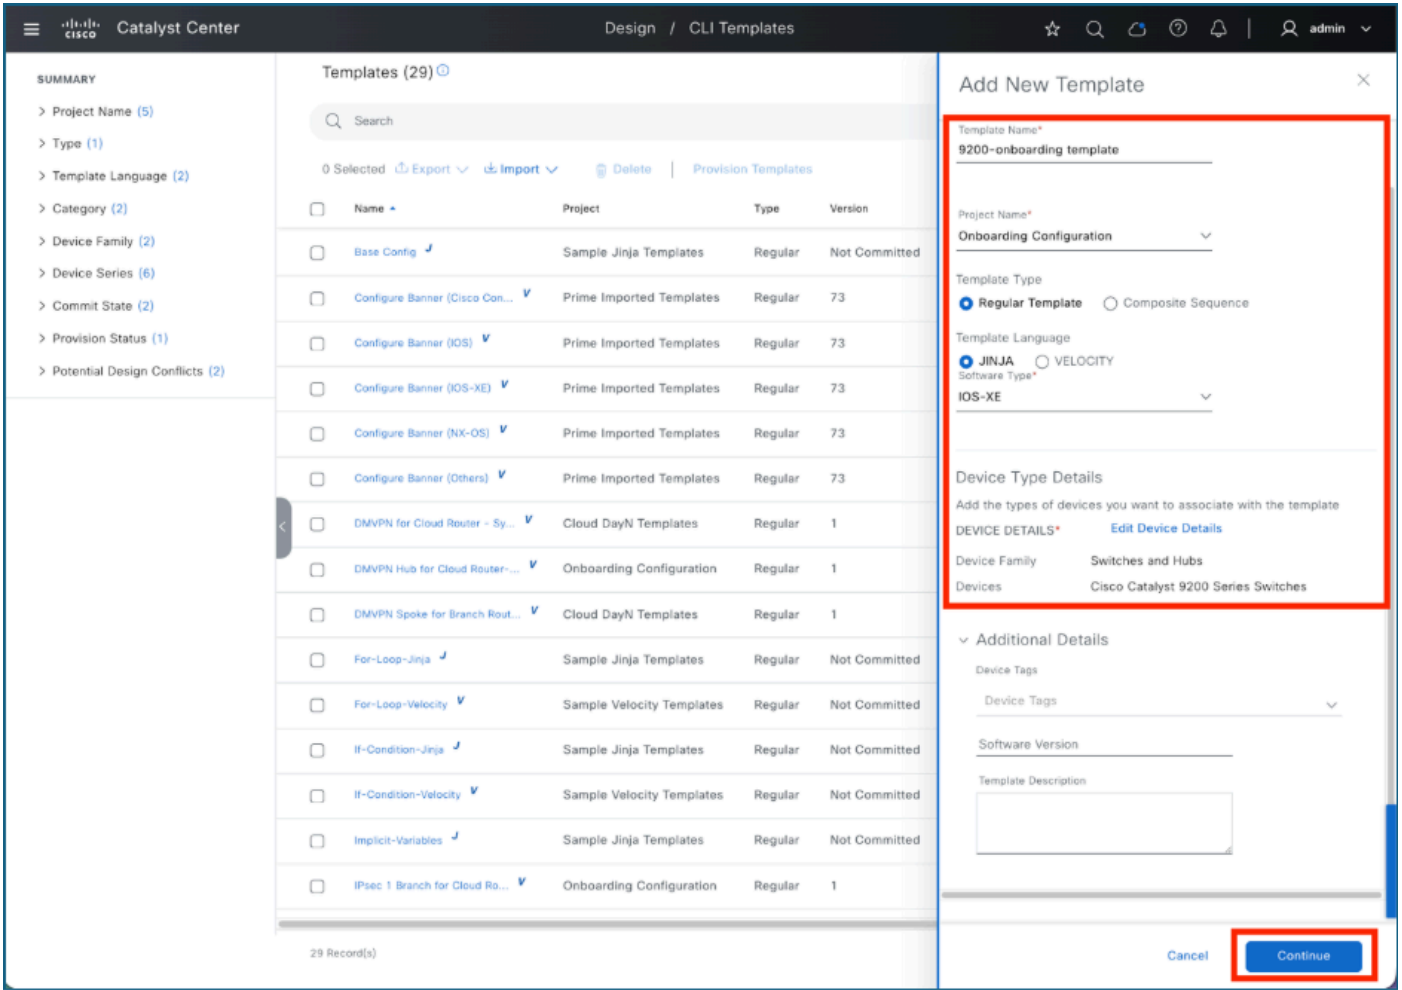 cisco Catalyst Center
Design / CLI Templates
admin
SUMMARY
Project Name (5)
Type (1)
Template Language (2)
Category (2)
Device Family (2)
Device Series (6)
Commit State (2)
Provision Status (1)
Potential Design Conflicts (2)
Templates (29)
Search
0 Selected Export Import Delete | Provision Templates
Name Project Type Version
Base Config J Sample Jinja Templates Regular Not Committed
Configure Banner (Cisco Con... V Prime Imported Templates Regular 73
Configure Banner (IOS) V Prime Imported Templates Regular 73
Configure Banner (IOS-XE) V Prime Imported Templates Regular 73
Configure Banner (NX-OS) V Prime Imported Templates Regular 73
Configure Banner (Others) V Prime Imported Templates Regular 73
DMVPN for Cloud Router - Sy... V Cloud DayN Templates Regular 1
DMVPN Hub for Cloud Router-... V Onboarding Configuration Regular 1
DMVPN Spoke for Branch Rout... V Cloud DayN Templates Regular 1
For-Loop-Jinja J Sample Jinja Templates Regular Not Committed
For-Loop-Velocity V Sample Velocity Templates Regular Not Committed
If-Condition-Jinja J Sample Jinja Templates Regular Not Committed
If-Condition-Velocity V Sample Velocity Templates Regular Not Committed
Implicit-Variables J Sample Jinja Templates Regular Not Committed
IPsec 1 Branch for Cloud Ro... V Onboarding Configuration Regular 1
29 Record(s)
Add New Template
Template Name*
9200-onboarding template
Project Name*
Onboarding Configuration
Template Type
Regular Template Composite Sequence
Template Language
JINJA VELOCITY
Software Type*
IOS-XE
Device Type Details
Add the types of devices you want to associate with the template
DEVICE DETAILS* Edit Device Details
Device Family Switches and Hubs
Devices Cisco Catalyst 9200 Series Switches
Additional Details
Device Tags
Device Tags
Software Version
Template Description
Cancel Continue